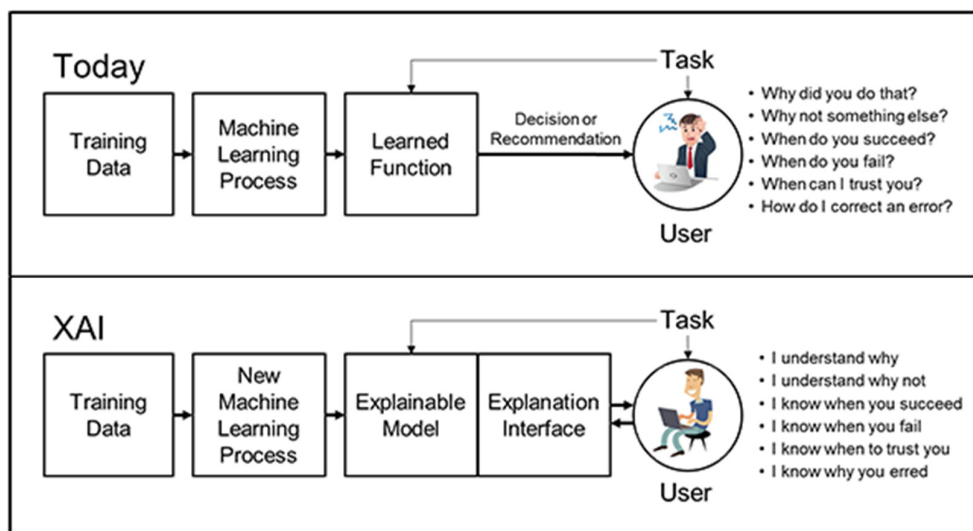 Today
Task
Training
Data
Machine
Learning
Process
Learned
Function
Decision or
Recommendation
User
• Why did you do that?
• Why not something else?
• When do you succeed?
• When do you fail?
• When can I trust you?
• How do I correct an error?
XAI
Task
Training
Data
New
Machine
Learning
Process
Explainable
Model
Explanation
Interface
User
• I understand why
• I understand why not
• I know when you succeed
• I know when you fail
• I know when to trust you
• I know why you erred